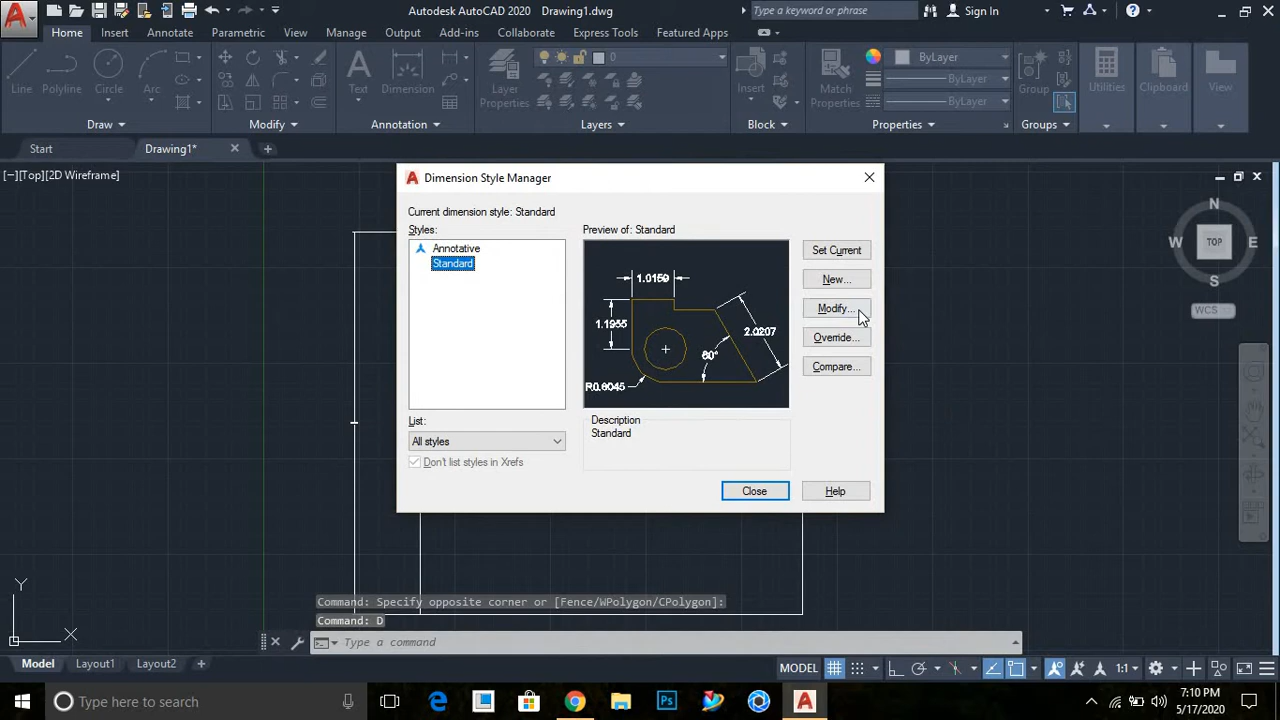 Autodesk AutoCAD 2020 Drawing1.dwg
Type a keyword or phrase
Sign In
Home Insert Annotate Parametric View Manage Output Add-ins Collaborate Express Tools Featured Apps
0
ByLayer
ByLayer
ByLayer
Line Polyline Circle Arc
Text Dimension
Layer
Properties
Insert
Match
Properties
Group
Utilities
Clipboard
View
Draw Modify Annotation Layers Block Properties Groups
Start Drawing1*
[−][Top][2D Wireframe]
N
W TOP E
S
WCS
Dimension Style Manager
Current dimension style: Standard
Styles:
Annotative
Standard
Preview of: Standard
1.0159
1.1955
2.0207
60°
R0.8045
Set Current
New...
Modify...
Override...
Compare...
List:
All styles
Don't list styles in Xrefs
Description
Standard
Close
Help
Y
X
Command: Specify opposite corner or [Fence/WPolygon/CPolygon]:
Command: D
Type a command
Model Layout1 Layout2
MODEL
1:1
Type here to search
Ps
7:10 PM
5/17/2020